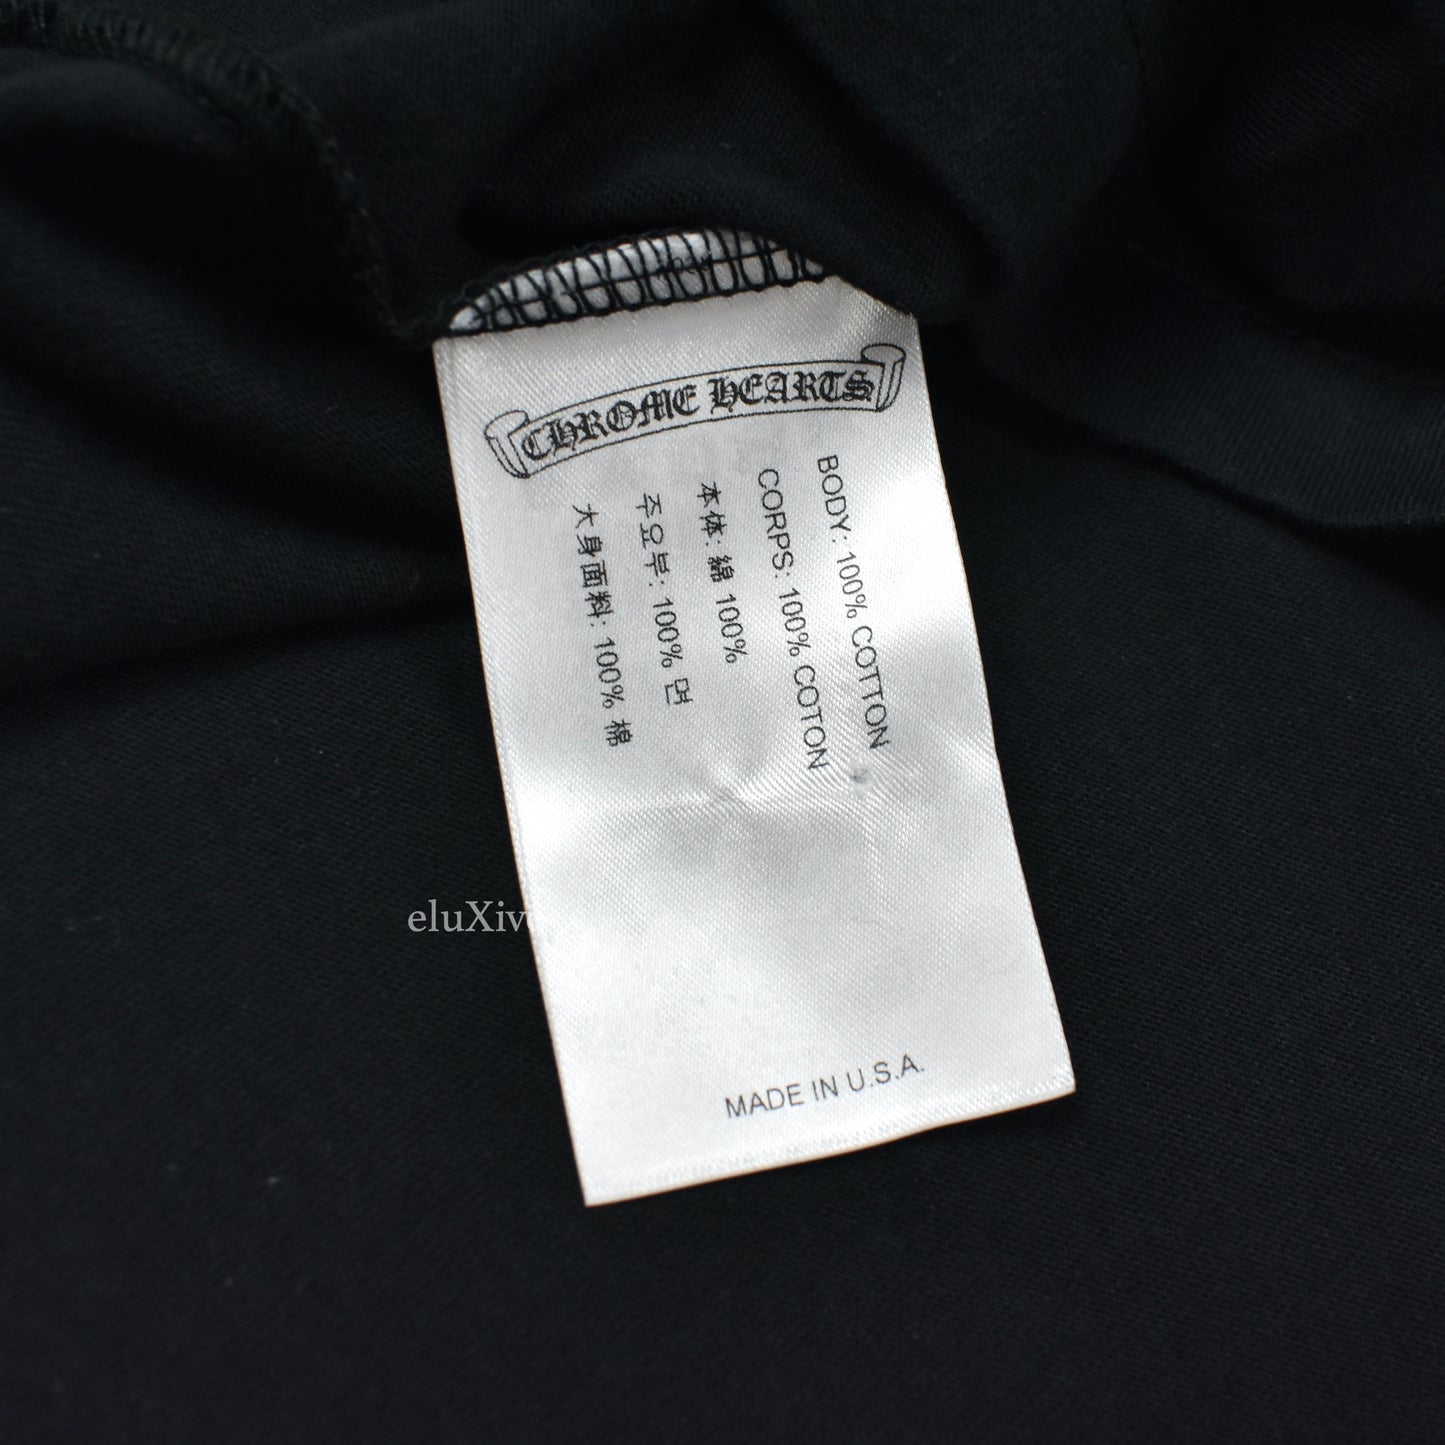 CHROME HEARTS
BODY: 100% COTTON
CORPS: 100% COTON
本体: 綿 100%
주요부: 100% 면
大身面料: 100% 棉
MADE IN U.S.A.
eluXive